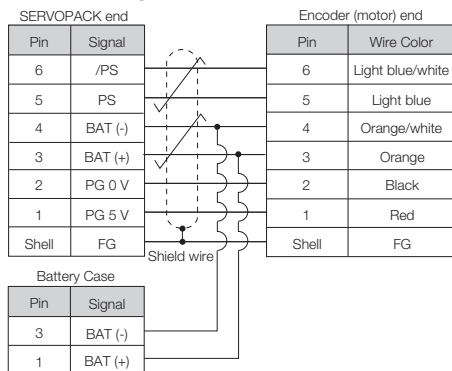 SERVOPACK end
Encoder (motor) end
Pin Signal
Pin Wire Color
6 /PS
6 Light blue/white
5 PS
5 Light blue
4 BAT (-)
4 Orange/white
3 BAT (+)
3 Orange
2 PG 0 V
2 Black
1 PG 5 V
1 Red
Shell FG
Shell FG
Shield wire
Battery Case
Pin Signal
3 BAT (-)
1 BAT (+)